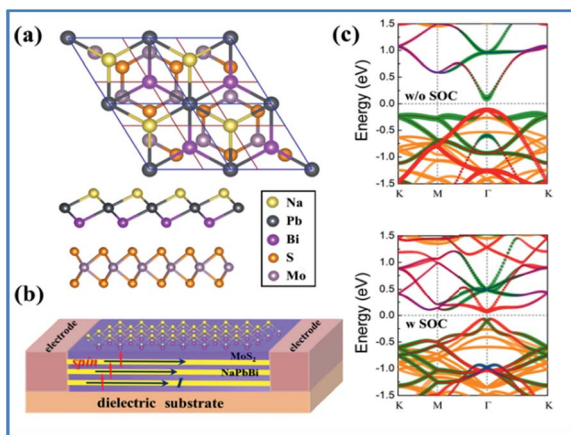 (a)
Na
Pb
Bi
S
Mo
(b)
electrode
electrode
MoS2
spin
NaPbBi
I
dielectric substrate
(c)
1.5
1.0
0.5
0.0
-0.5
-1.0
-1.5
Energy (eV)
w/o SOC
K M Γ K
1.5
1.0
0.5
0.0
-0.5
-1.0
-1.5
Energy (eV)
w SOC
K M Γ K